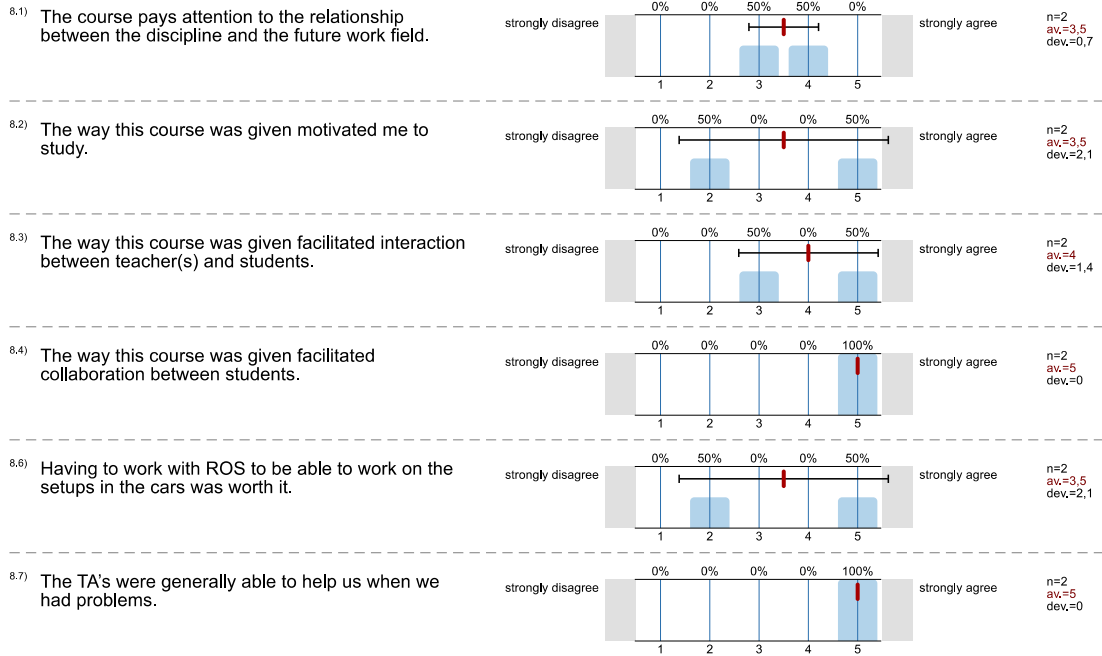 8.1) The course pays attention to the relationship
between the discipline and the future work field.
strongly disagree
0% 0% 50% 50% 0%
1 2 3 4 5
strongly agree
n=2
av.=3,5
dev.=0,7
8.2) The way this course was given motivated me to
study.
strongly disagree
0% 50% 0% 0% 50%
1 2 3 4 5
strongly agree
n=2
av.=3,5
dev.=2,1
8.3) The way this course was given facilitated interaction
between teacher(s) and students.
strongly disagree
0% 0% 50% 0% 50%
1 2 3 4 5
strongly agree
n=2
av.=4
dev.=1,4
8.4) The way this course was given facilitated
collaboration between students.
strongly disagree
0% 0% 0% 0% 100%
1 2 3 4 5
strongly agree
n=2
av.=5
dev.=0
8.6) Having to work with ROS to be able to work on the
setups in the cars was worth it.
strongly disagree
0% 50% 0% 0% 50%
1 2 3 4 5
strongly agree
n=2
av.=3,5
dev.=2,1
8.7) The TA's were generally able to help us when we
had problems.
strongly disagree
0% 0% 0% 0% 100%
1 2 3 4 5
strongly agree
n=2
av.=5
dev.=0